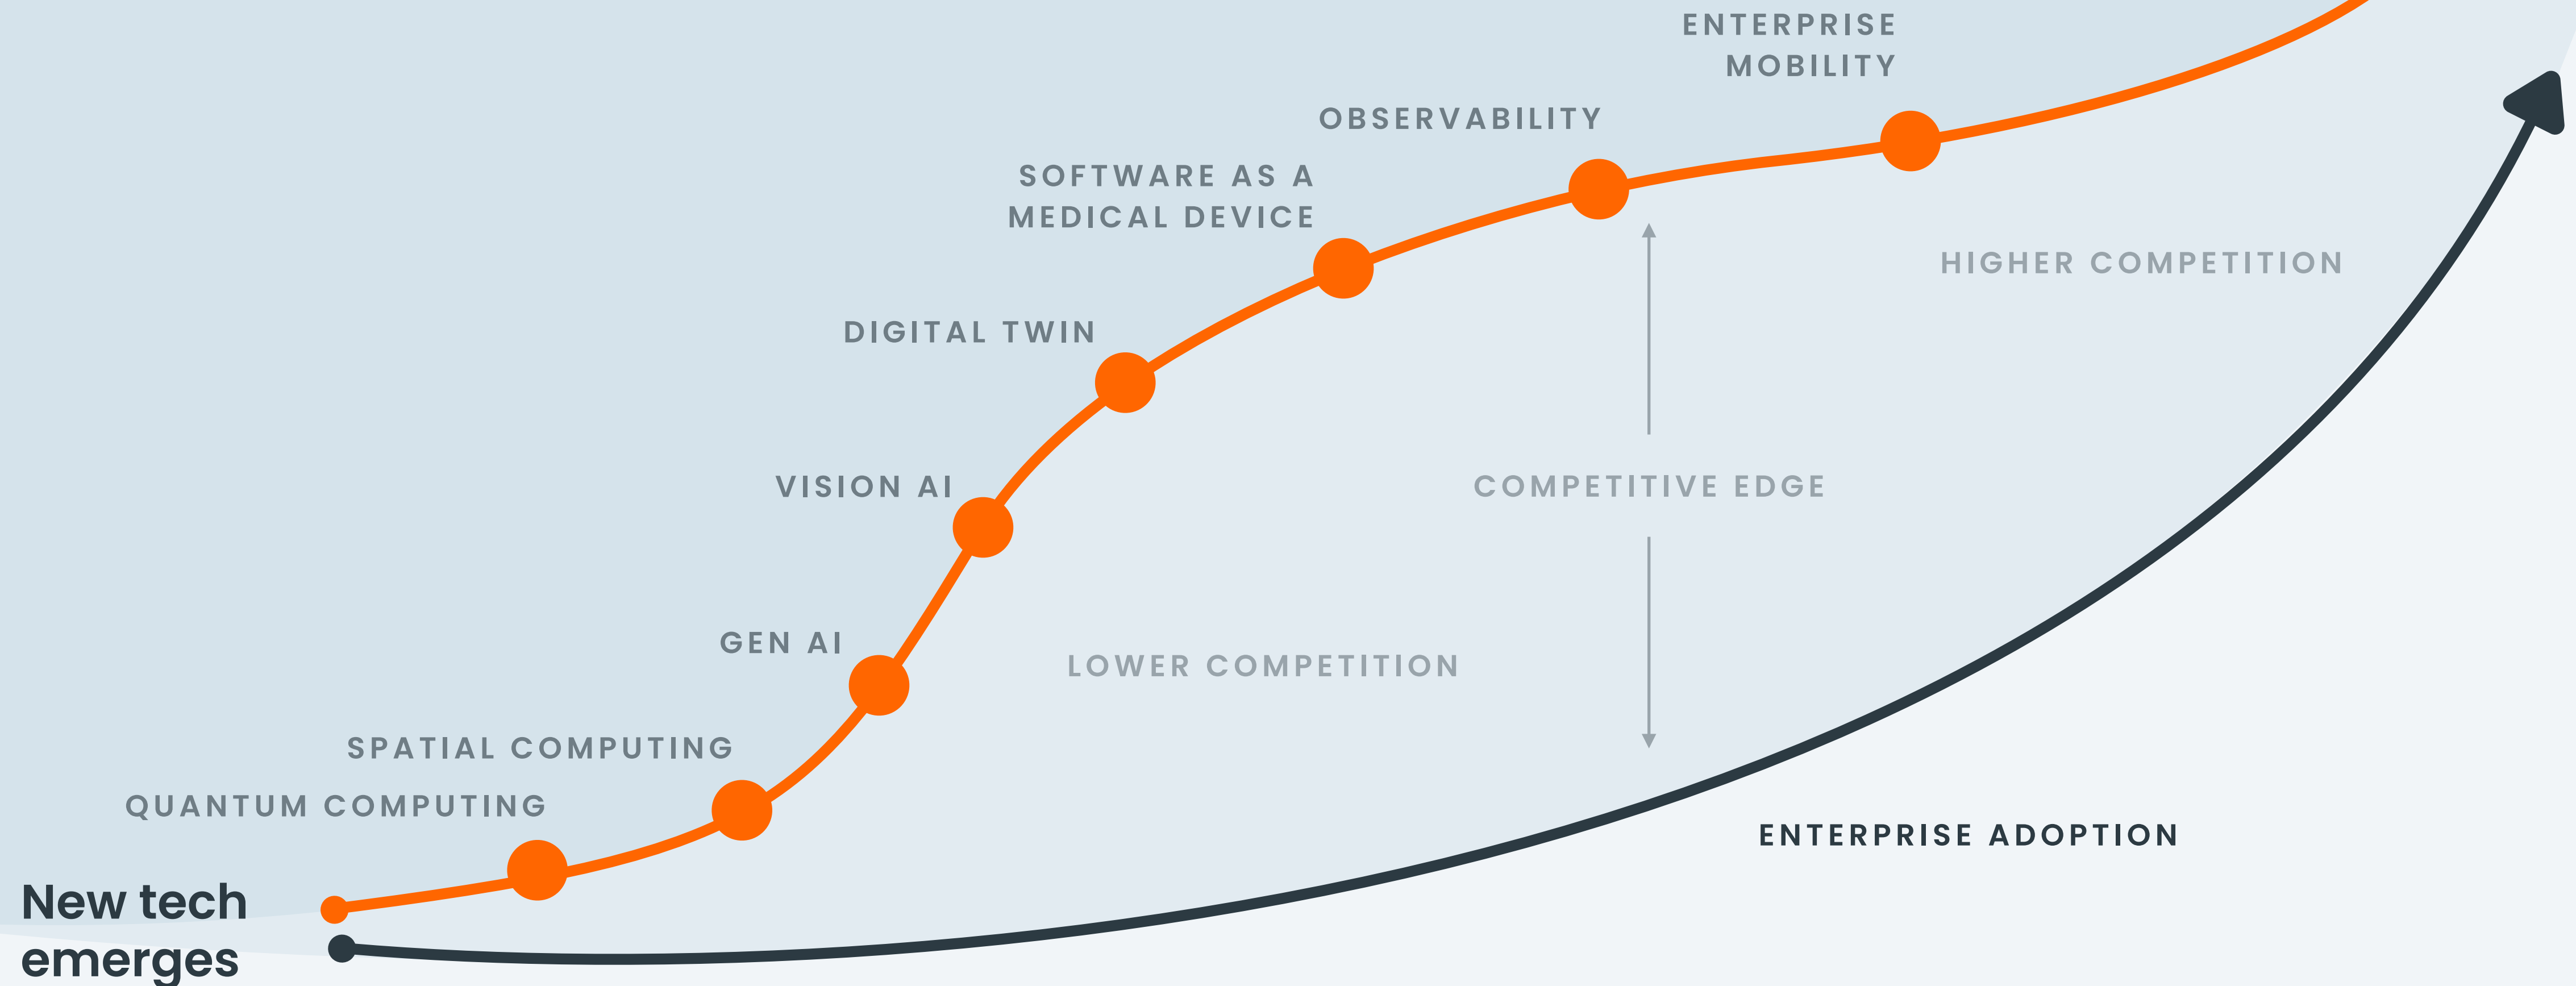 ENTERPRISE
MOBILITY
OBSERVABILITY
SOFTWARE AS A
MEDICAL DEVICE
HIGHER COMPETITION
DIGITAL TWIN
VISION AI
COMPETITIVE EDGE
GEN AI
LOWER COMPETITION
SPATIAL COMPUTING
QUANTUM COMPUTING
ENTERPRISE ADOPTION
New tech
emerges